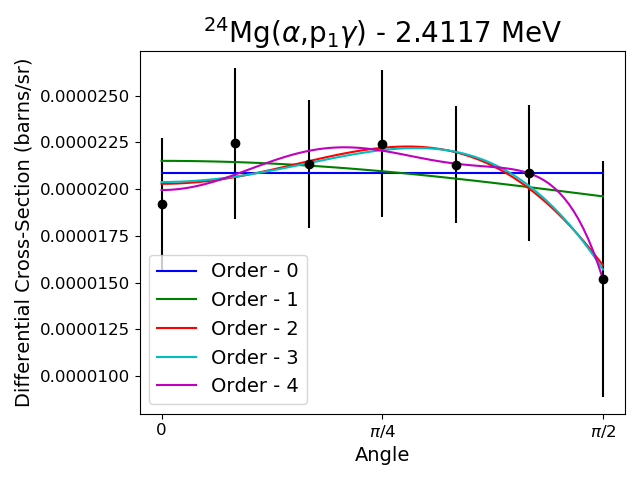 ²⁴Mg(α,p₁γ) - 2.4117 MeV
Differential Cross-Section (barns/sr)
0.0000250
0.0000225
0.0000200
0.0000175
0.0000150
0.0000125
0.0000100
Order - 0
Order - 1
Order - 2
Order - 3
Order - 4
0 π/4 π/2
Angle